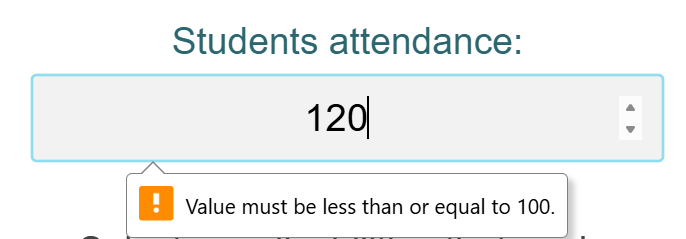 Students attendance:
120
Value must be less than or equal to 100.